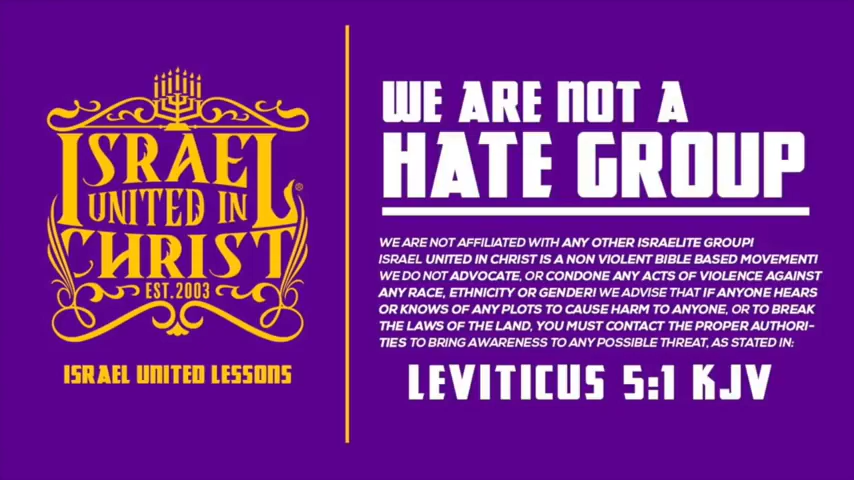 ISRAEL
UNITED IN
CHRIST
®
EST.2003
ISRAEL UNITED LESSONS
WE ARE NOT A
HATE GROUP
WE ARE NOT AFFILIATED WITH ANY OTHER ISRAELITE GROUP!
ISRAEL UNITED IN CHRIST IS A NON VIOLENT BIBLE BASED MOVEMENT!
WE DO NOT ADVOCATE, OR CONDONE ANY ACTS OF VIOLENCE AGAINST
ANY RACE, ETHNICITY OR GENDER! WE ADVISE THAT IF ANYONE HEARS
OR KNOWS OF ANY PLOTS TO CAUSE HARM TO ANYONE, OR TO BREAK
THE LAWS OF THE LAND, YOU MUST CONTACT THE PROPER AUTHORI-
TIES TO BRING AWARENESS TO ANY POSSIBLE THREAT, AS STATED IN:
LEVITICUS 5:1 KJV